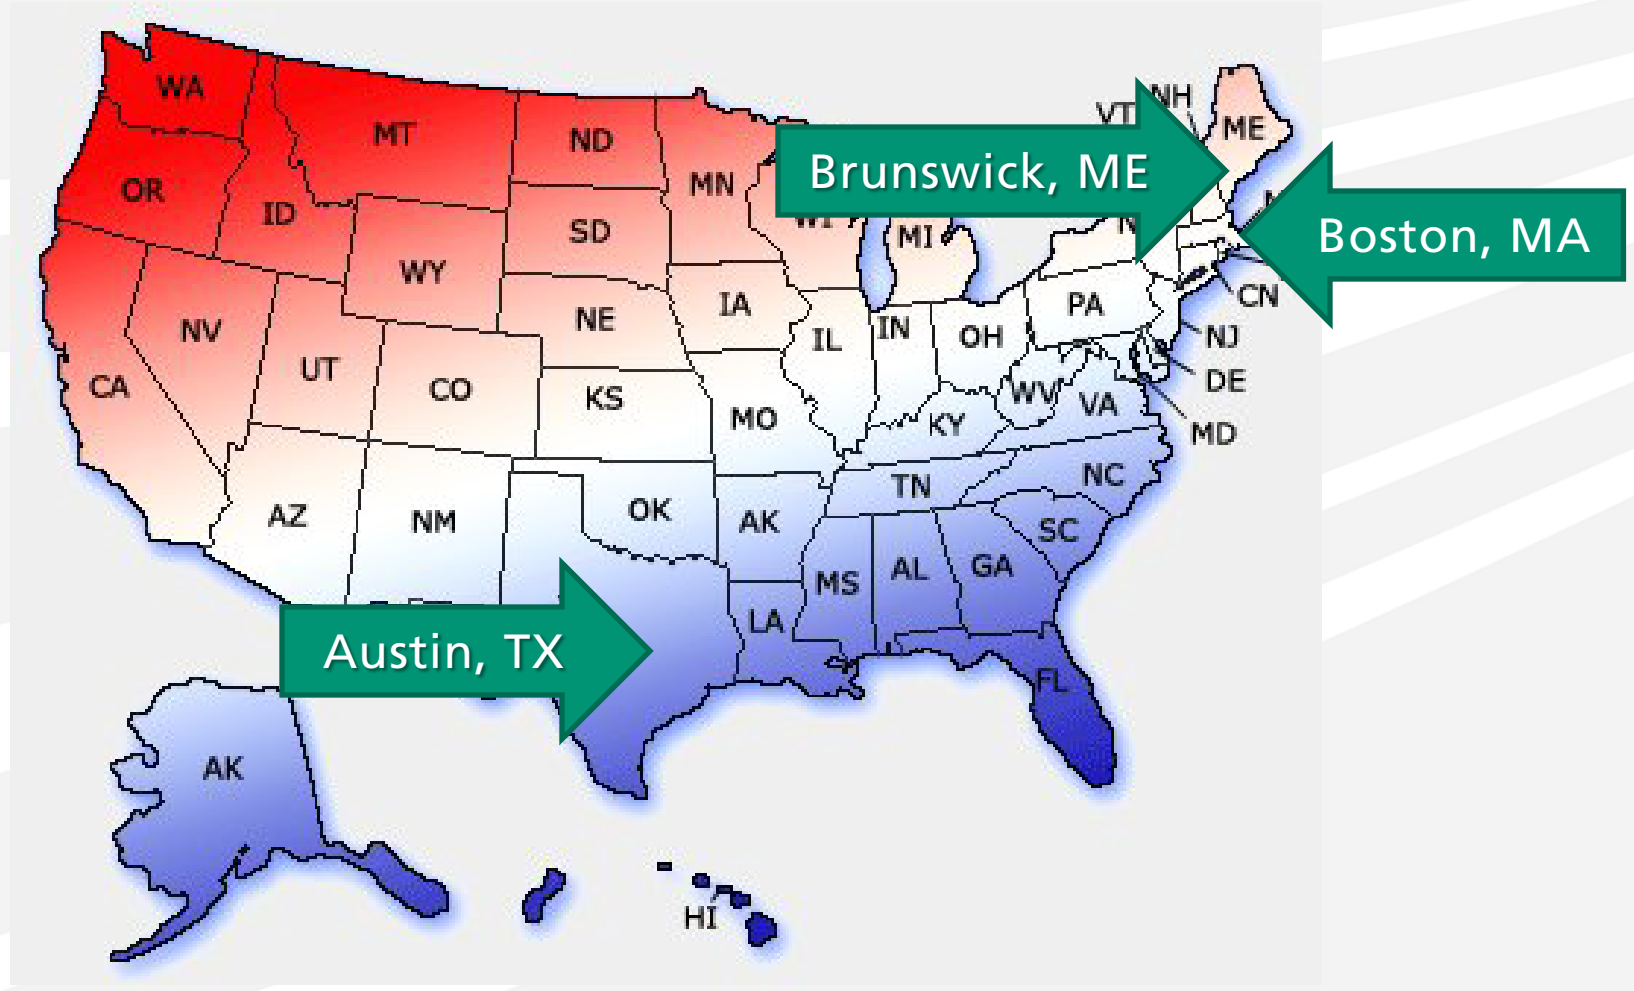 WA
MT
ND
MN
VT
NH
ME
OR
ID
SD
WI
MI
Brunswick, ME
Boston, MA
WY
NE
IA
PA
CN
NV
UT
CO
KS
IL
IN
OH
NJ
DE
CA
MO
WV
VA
KY
MD
AZ
NM
OK
AK
TN
NC
SC
MS
AL
GA
LA
Austin, TX
FL
AK
HI